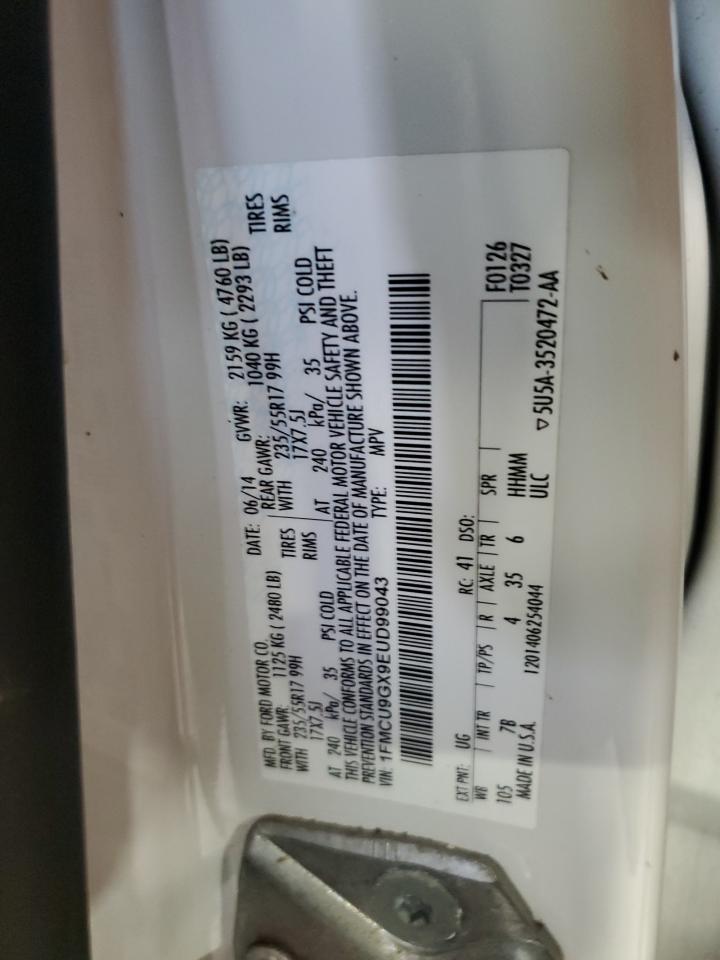 MFD. BY FORD MOTOR CO.
DATE: 06/14 GVWR: 2159 KG ( 4760 LB)
FRONT GAWR: 1125 KG ( 2480 LB) REAR GAWR: 1040 KG ( 2293 LB)
WITH 235/55R17 99H TIRES WITH 235/55R17 99H TIRES
17X7.5J RIMS 17X7.5J RIMS
AT 240 kPa/ 35 PSI COLD AT 240 kPa/ 35 PSI COLD
THIS VEHICLE CONFORMS TO ALL APPLICABLE FEDERAL MOTOR VEHICLE SAFETY AND THEFT
PREVENTION STANDARDS IN EFFECT ON THE DATE OF MANUFACTURE SHOWN ABOVE.
VIN: 1FMCU9GX9EUD99043 TYPE: MPV
EXT PNT: UG RC: 41 DSO:
WB INT TR TP/PS R AXLE TR SPR F0126
105 7B 4 35 6 HHMM T0327
MADE IN U.S.A. 1201406254044 ULC
▽5U5A-3520472-AA